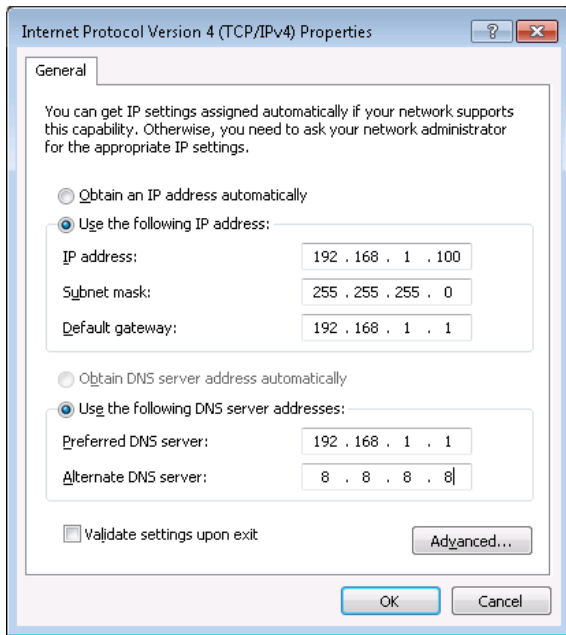 Internet Protocol Version 4 (TCP/IPv4) Properties
?
General
You can get IP settings assigned automatically if your network supports
this capability. Otherwise, you need to ask your network administrator
for the appropriate IP settings.
Obtain an IP address automatically
Use the following IP address:
IP address: 192 . 168 . 1 . 100
Subnet mask: 255 . 255 . 255 . 0
Default gateway: 192 . 168 . 1 . 1
Obtain DNS server address automatically
Use the following DNS server addresses:
Preferred DNS server: 192 . 168 . 1 . 1
Alternate DNS server: 8 . 8 . 8 . 8
Validate settings upon exit
Advanced...
OK Cancel